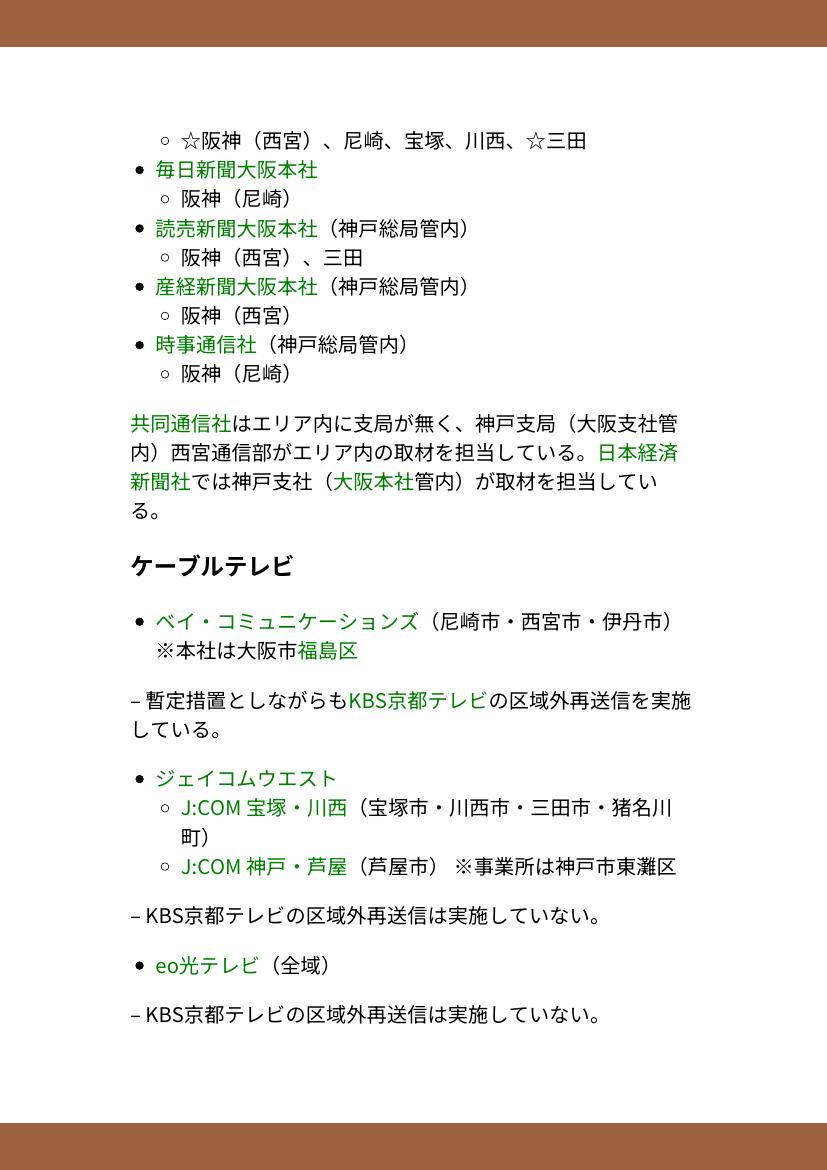 ☆阪神（西宮）、尼崎、宝塚、川西、☆三田
毎日新聞大阪本社
阪神（尼崎）
読売新聞大阪本社（神戸総局管内）
阪神（西宮）、三田
産経新聞大阪本社（神戸総局管内）
阪神（西宮）
時事通信社（神戸総局管内）
阪神（尼崎）
共同通信社はエリア内に支局が無く、神戸支局（大阪支社管
内）西宮通信部がエリア内の取材を担当している。日本経済
新聞社では神戸支社（大阪本社管内）が取材を担当してい
る。
ケーブルテレビ
ベイ・コミュニケーションズ（尼崎市・西宮市・伊丹市）
※本社は大阪市福島区
– 暫定措置としながらもKBS京都テレビの区域外再送信を実施
している。
ジェイコムウエスト
J:COM 宝塚・川西（宝塚市・川西市・三田市・猪名川
町）
J:COM 神戸・芦屋（芦屋市） ※事業所は神戸市東灘区
– KBS京都テレビの区域外再送信は実施していない。
eo光テレビ（全域）
– KBS京都テレビの区域外再送信は実施していない。